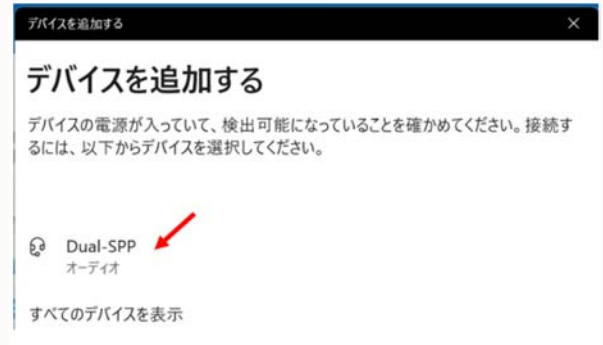 デバイスを追加する
デバイスを追加する
デバイスの電源が入っていて、検出可能になっていることを確かめてください。接続す
るには、以下からデバイスを選択してください。
Dual-SPP
オーディオ
すべてのデバイスを表示